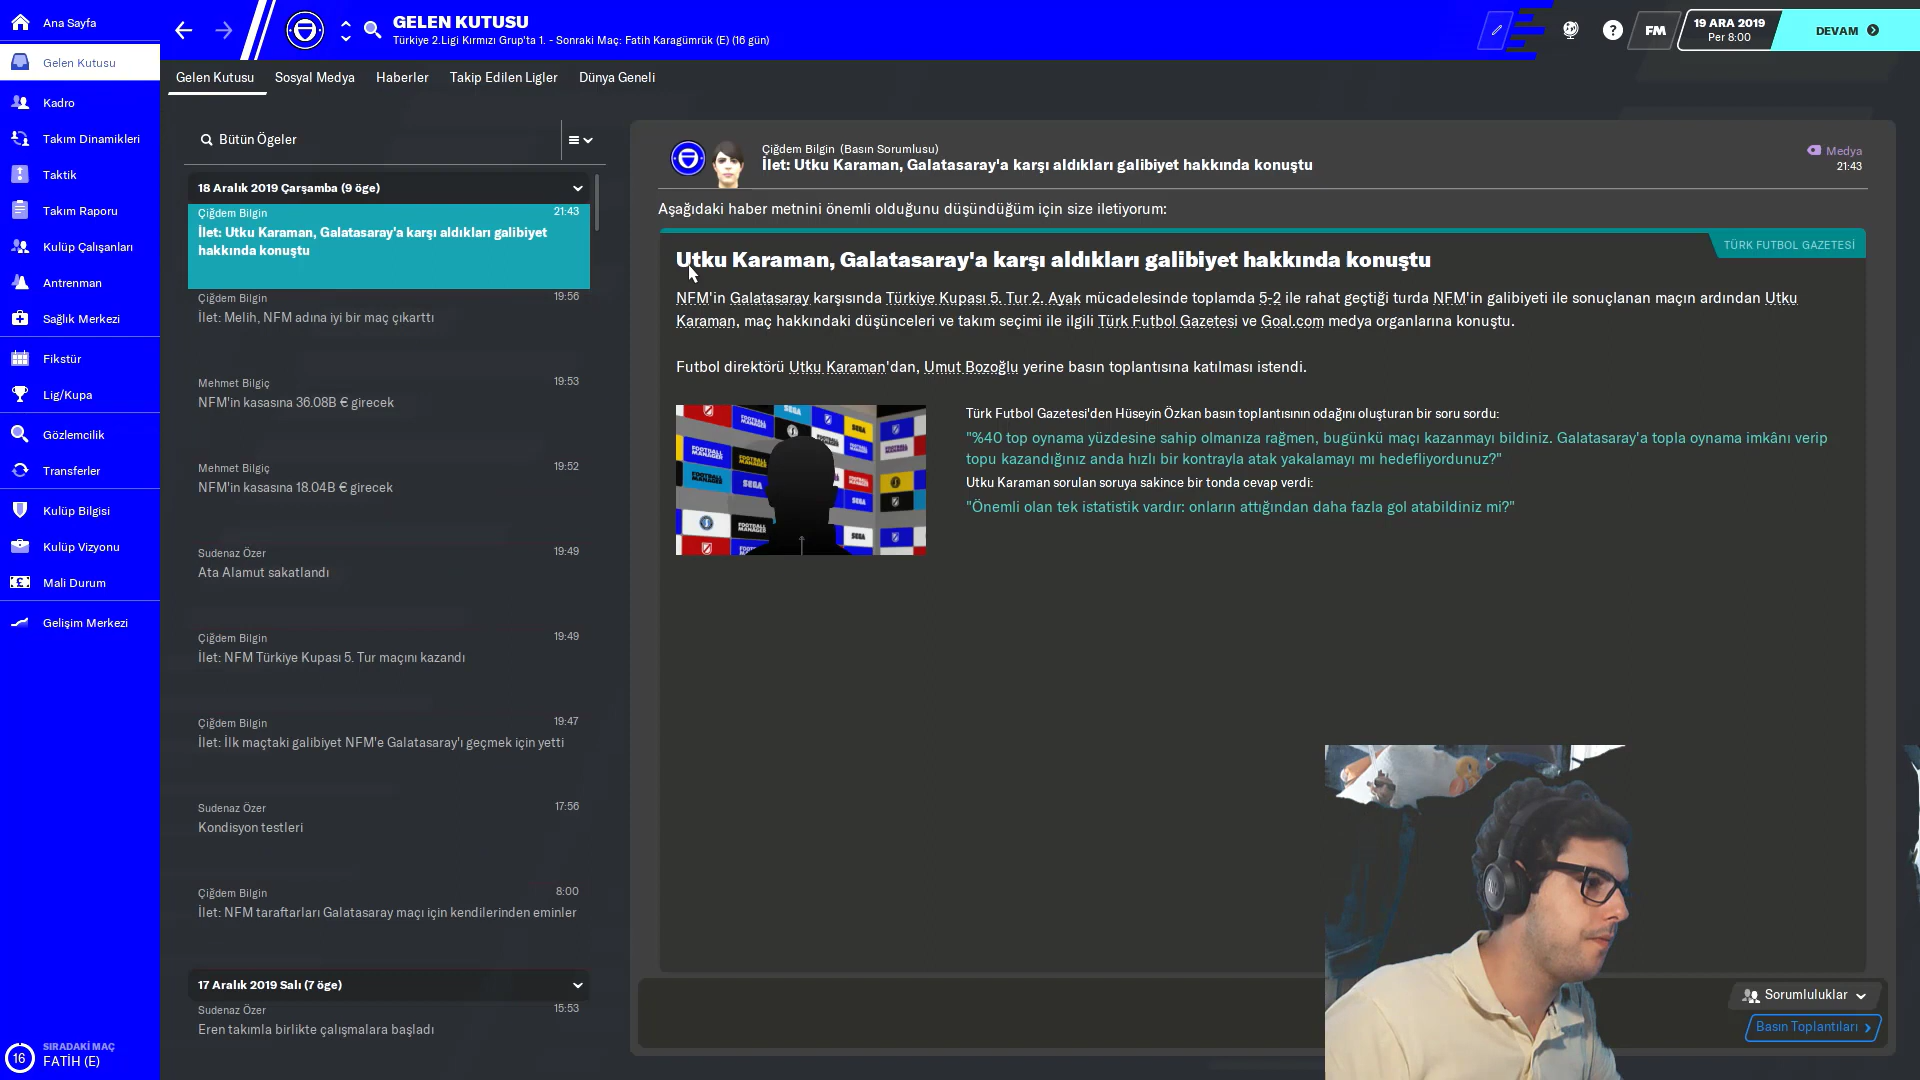 Ana Sayfa
Gelen Kutusu
Kadro
Takım Dinamikleri
Taktik
Takım Raporu
Kulüp Çalışanları
Antrenman
Sağlık Merkezi
Fikstür
Lig/Kupa
Gözlemcilik
Transferler
Kulüp Bilgisi
Kulüp Vizyonu
Mali Durum
Gelişim Merkezi
16
SIRADAKİ MAÇ
FATİH (E)
GELEN KUTUSU
Türkiye 2.Ligi Kırmızı Grup'ta 1. - Sonraki Maç: Fatih Karagümrük (E) (16 gün)
FM
19 ARA 2019
Per 8:00
DEVAM
Gelen Kutusu
Sosyal Medya
Haberler
Takip Edilen Ligler
Dünya Geneli
Bütün Ögeler
18 Aralık 2019 Çarşamba (9 öge)
Çiğdem Bilgin 21:43
İlet: Utku Karaman, Galatasaray'a karşı aldıkları galibiyet
hakkında konuştu
Çiğdem Bilgin 19:56
İlet: Melih, NFM adına iyi bir maç çıkarttı
Mehmet Bilgiç 19:53
NFM'in kasasına 36.08B € girecek
Mehmet Bilgiç 19:52
NFM'in kasasına 18.04B € girecek
Sudenaz Özer 19:49
Ata Alamut sakatlandı
Çiğdem Bilgin 19:49
İlet: NFM Türkiye Kupası 5. Tur maçını kazandı
Çiğdem Bilgin 19:47
İlet: İlk maçtaki galibiyet NFM'e Galatasaray'ı geçmek için yetti
Sudenaz Özer 17:56
Kondisyon testleri
Çiğdem Bilgin 8:00
İlet: NFM taraftarları Galatasaray maçı için kendilerinden eminler
17 Aralık 2019 Salı (7 öge)
Sudenaz Özer 15:53
Eren takımla birlikte çalışmalara başladı
Çiğdem Bilgin (Basın Sorumlusu)
İlet: Utku Karaman, Galatasaray'a karşı aldıkları galibiyet hakkında konuştu
Medya
21:43
Aşağıdaki haber metnini önemli olduğunu düşündüğüm için size iletiyorum:
TÜRK FUTBOL GAZETESİ
Utku Karaman, Galatasaray'a karşı aldıkları galibiyet hakkında konuştu
NFM'in Galatasaray karşısında Türkiye Kupası 5. Tur 2. Ayak mücadelesinde toplamda 5-2 ile rahat geçtiği turda NFM'in galibiyeti ile sonuçlanan maçın ardından Utku
Karaman, maç hakkındaki düşünceleri ve takım seçimi ile ilgili Türk Futbol Gazetesi ve Goal.com medya organlarına konuştu.
Futbol direktörü Utku Karaman'dan, Umut Bozoğlu yerine basın toplantısına katılması istendi.
Türk Futbol Gazetesi'den Hüseyin Özkan basın toplantısının odağını oluşturan bir soru sordu:
"%40 top oynama yüzdesine sahip olmanıza rağmen, bugünkü maçı kazanmayı bildiniz. Galatasaray'a topla oynama imkânı verip
topu kazandığınız anda hızlı bir kontrayla atak yakalamayı mı hedefliyordunuz?"
Utku Karaman sorulan soruya sakince bir tonda cevap verdi:
"Önemli olan tek istatistik vardır: onların attığından daha fazla gol atabildiniz mi?"
Sorumluluklar
Basın Toplantıları